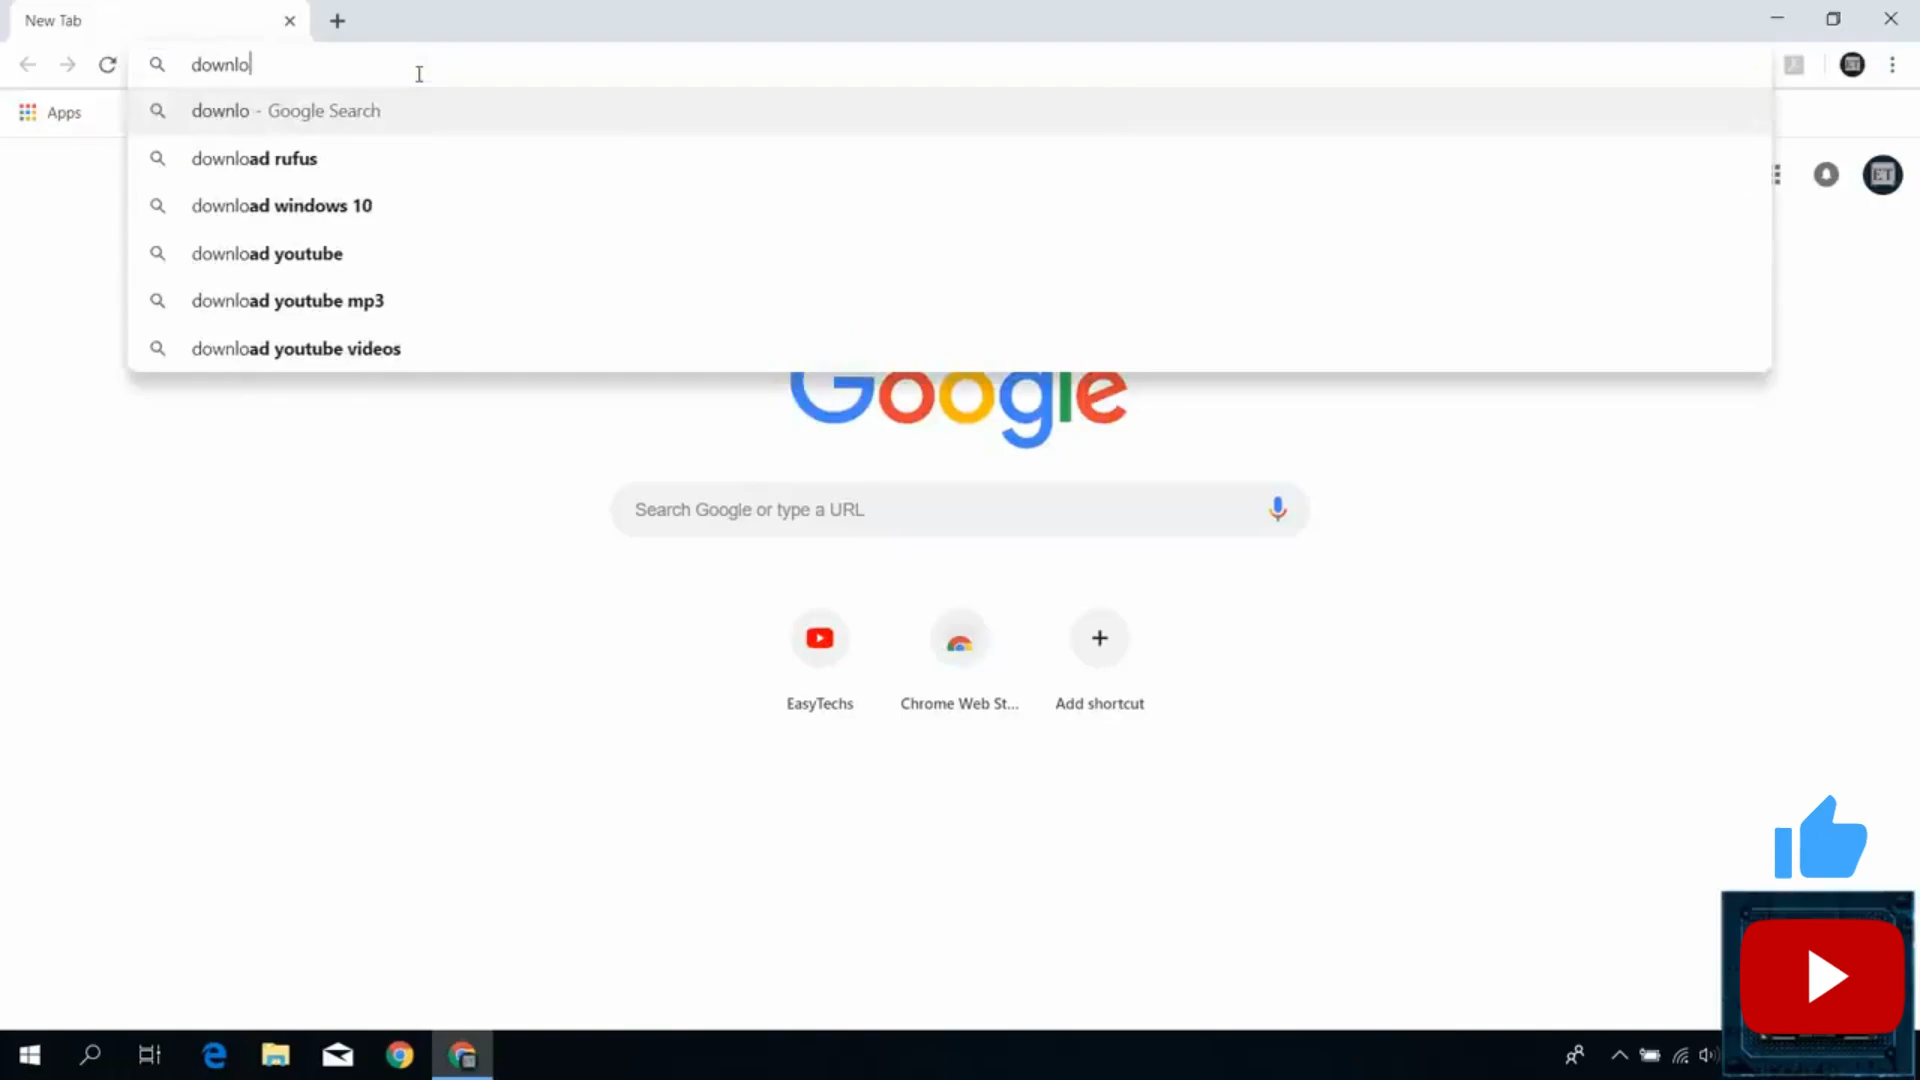 New Tab
downlo
downlo - Google Search
Apps
download rufus
download windows 10
download youtube
download youtube mp3
download youtube videos
ET
Google
Search Google or type a URL
EasyTechs
Chrome Web St...
Add shortcut